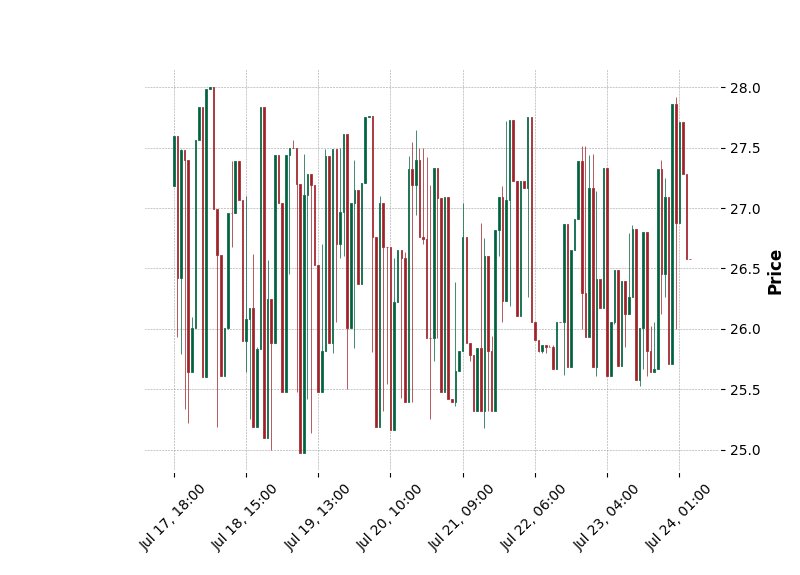 28.0
27.5
27.0
26.5
26.0
25.5
25.0
Price
Jul 17, 18:00
Jul 18, 15:00
Jul 19, 13:00
Jul 20, 10:00
Jul 21, 09:00
Jul 22, 06:00
Jul 23, 04:00
Jul 24, 01:00